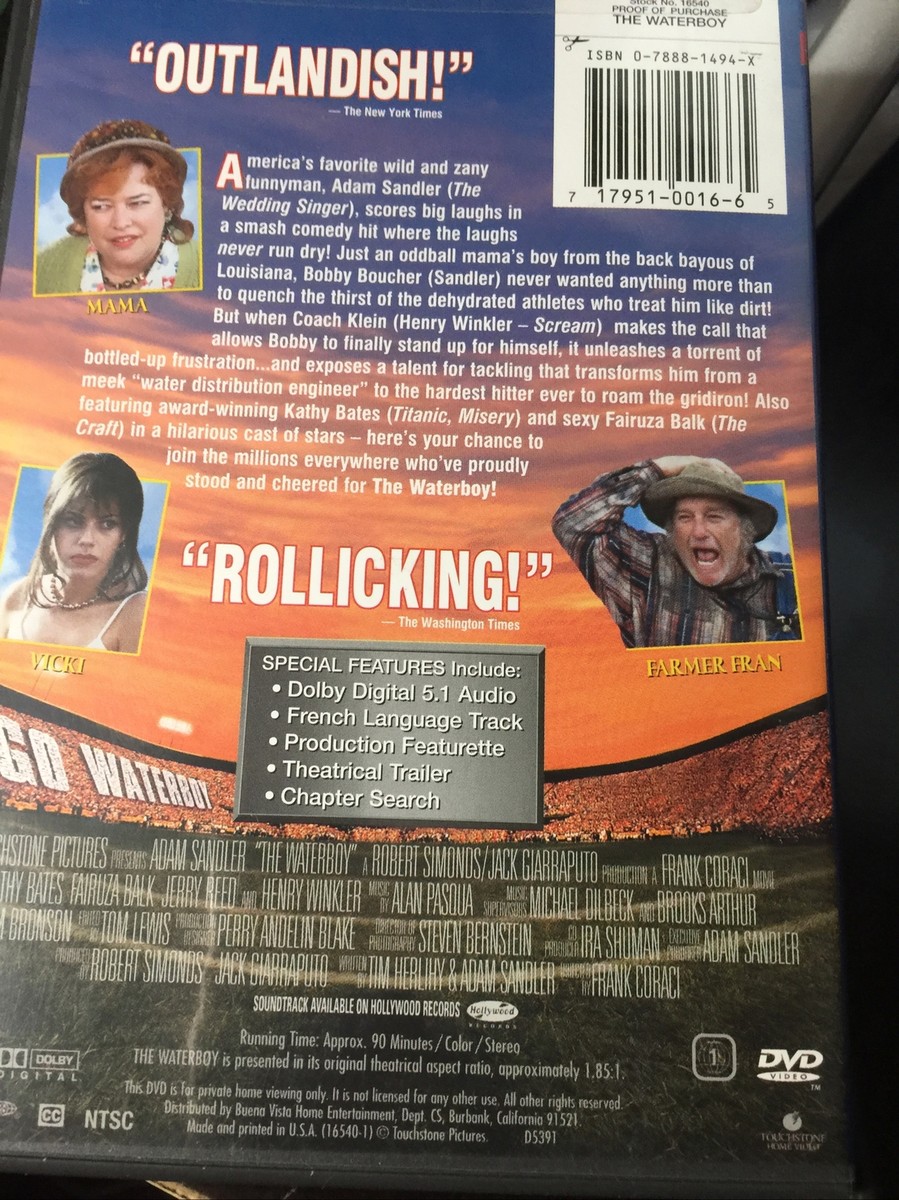 Stock No. 16540
PROOF OF PURCHASE
THE WATERBOY
ISBN 0-7888-1494-X
7 17951-0016-6 5
“OUTLANDISH!”
— The New York Times
America's favorite wild and zany
funnyman, Adam Sandler (The
Wedding Singer), scores big laughs in
a smash comedy hit where the laughs
never run dry! Just an oddball mama's boy from the back bayous of
Louisiana, Bobby Boucher (Sandler) never wanted anything more than
to quench the thirst of the dehydrated athletes who treat him like dirt!
But when Coach Klein (Henry Winkler – Scream) makes the call that
allows Bobby to finally stand up for himself, it unleashes a torrent of
bottled-up frustration...and exposes a talent for tackling that transforms him from a
meek “water distribution engineer” to the hardest hitter ever to roam the gridiron! Also
featuring award-winning Kathy Bates (Titanic, Misery) and sexy Fairuza Balk (The
Craft) in a hilarious cast of stars – here's your chance to
join the millions everywhere who've proudly
stood and cheered for The Waterboy!
MAMA
“ROLLICKING!”
— The Washington Times
VICKI
FARMER FRAN
SPECIAL FEATURES Include:
• Dolby Digital 5.1 Audio
• French Language Track
• Production Featurette
• Theatrical Trailer
• Chapter Search
GO WATERBOY
CHSTONE PICTURES PRESENTS ADAM SANDLER “THE WATERBOY” A ROBERT SIMONDS/JACK GIARRAPUTO PRODUCTION A FRANK CORACI MOVIE
THY BATES FAIRUZA BALK JERRY REED AND HENRY WINKLER MUSIC BY ALAN PASQUA MUSIC SUPERVISORS MICHAEL DILBECK AND BROOKS ARTHUR
M BRONSON EDITED BY TOM LEWIS PRODUCTION DESIGNER PERRY ANDELIN BLAKE DIRECTOR OF PHOTOGRAPHY STEVEN BERNSTEIN CO PRODUCER IRA SHUMAN EXECUTIVE PRODUCER ADAM SANDLER
PRODUCED BY ROBERT SIMONDS JACK GIARRAPUTO WRITTEN BY TIM HERLIHY & ADAM SANDLER DIRECTED BY FRANK CORACI
SOUNDTRACK AVAILABLE ON HOLLYWOOD RECORDS Hollywood RECORDS
Running Time: Approx. 90 Minutes / Color / Stereo
THE WATERBOY is presented in its original theatrical aspect ratio, approximately 1.85:1.
This DVD is for private home viewing only. It is not licensed for any other use. All other rights reserved.
Distributed by Buena Vista Home Entertainment, Dept. CS, Burbank, California 91521.
Made and printed in U.S.A. (16540-1) © Touchstone Pictures. D5391
DOLBY
DIGITAL
CC NTSC
1
DVD
VIDEO
TM
TOUCHSTONE
HOME VIDEO